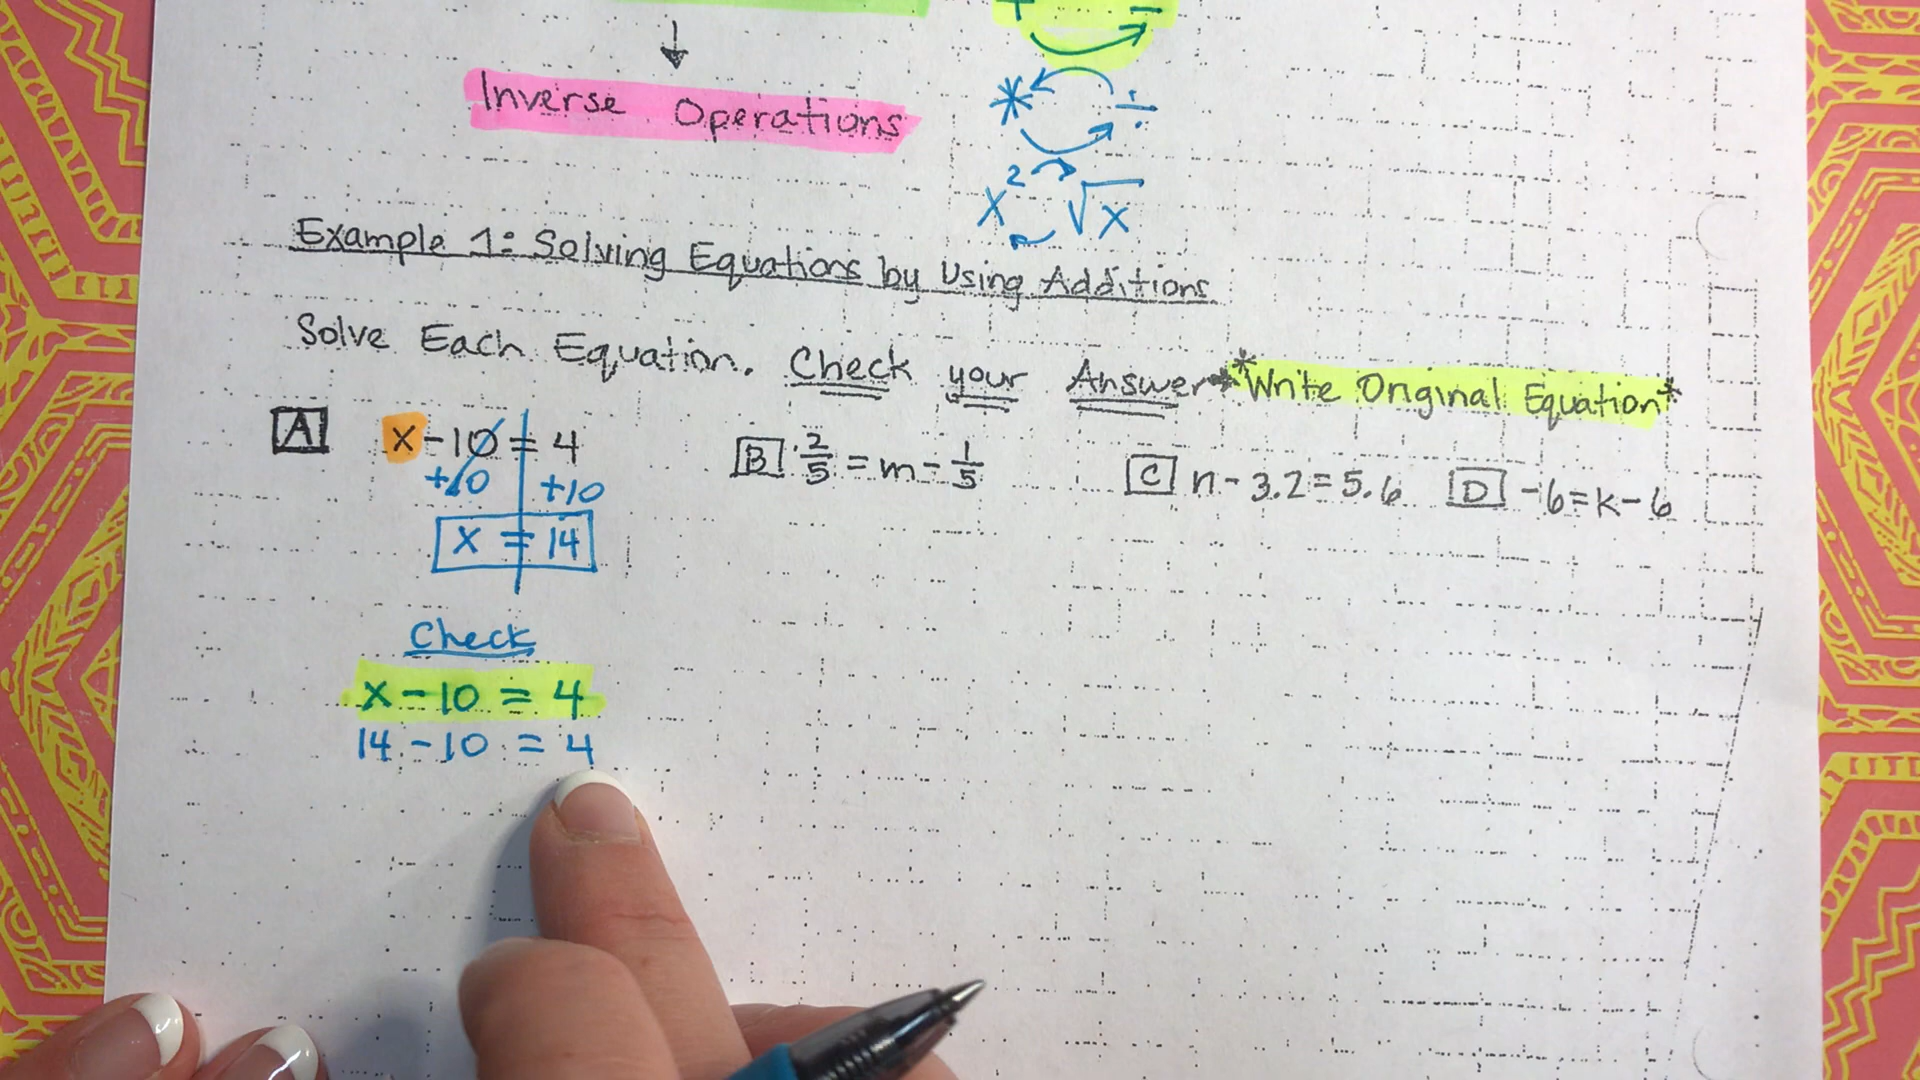 + −
Inverse Operations
* ÷
x² √x
Example 1: Solving Equations by Using Additions
Solve Each Equation. Check your Answer* *Write Original Equation*
A x - 10 = 4 B 2/5 = m - 1/5 C n - 3.2 = 5.6 D -6 = k - 6
+10 +10
x = 14
Check
x - 10 = 4
14 - 10 = 4